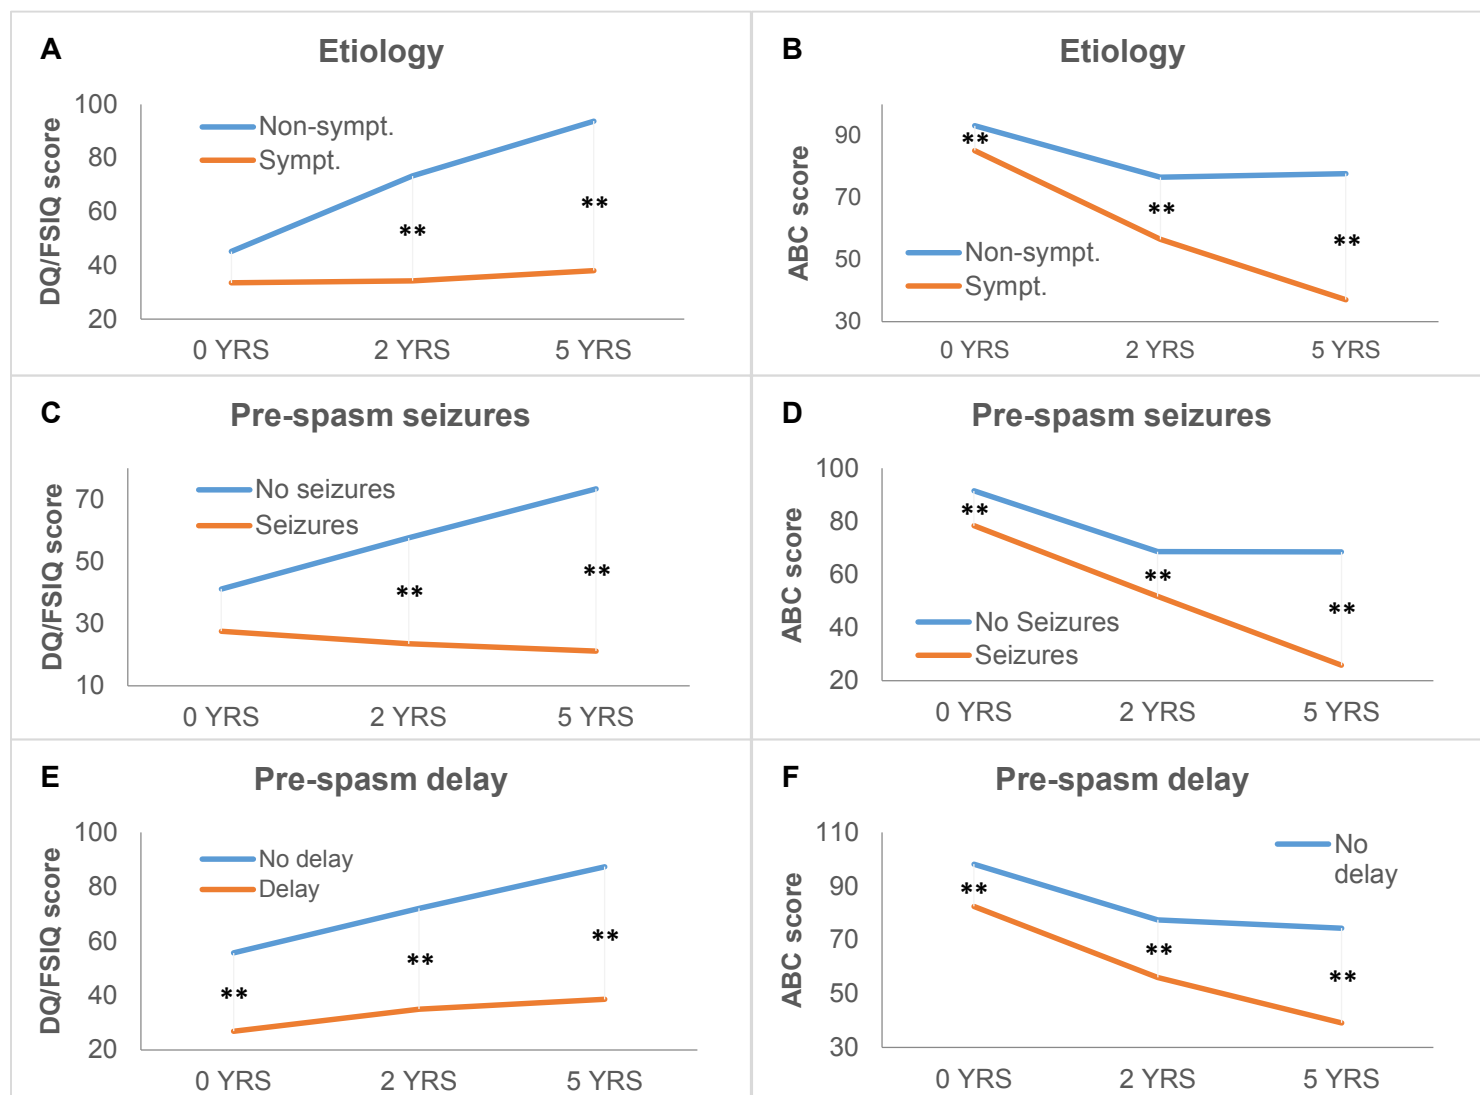 A
Etiology
DQ/FSIQ score
100
80
60
40
20
Non-sympt.
Sympt.
**
**
0 YRS
2 YRS
5 YRS
B
Etiology
ABC score
90
70
50
30
**
**
**
Non-sympt.
Sympt.
0 YRS
2 YRS
5 YRS
C
Pre-spasm seizures
DQ/FSIQ score
70
50
30
10
No seizures
Seizures
**
**
0 YRS
2 YRS
5 YRS
D
Pre-spasm seizures
ABC score
100
80
60
40
20
**
**
**
No Seizures
Seizures
0 YRS
2 YRS
5 YRS
E
Pre-spasm delay
DQ/FSIQ score
100
80
60
40
20
No delay
Delay
**
**
**
0 YRS
2 YRS
5 YRS
F
Pre-spasm delay
ABC score
110
90
70
50
30
No
delay
**
**
**
0 YRS
2 YRS
5 YRS